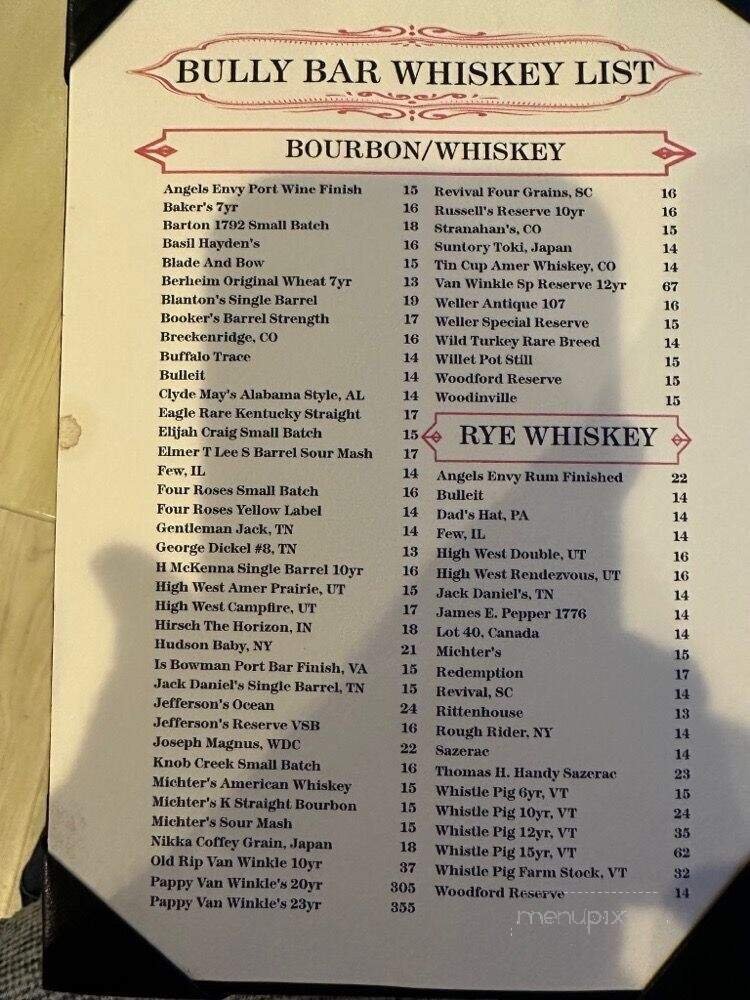 BULLY BAR WHISKEY LIST
BOURBON/WHISKEY
Angels Envy Port Wine Finish 15
Baker's 7yr 16
Barton 1792 Small Batch 18
Basil Hayden's 16
Blade And Bow 15
Berheim Original Wheat 7yr 13
Blanton's Single Barrel 19
Booker's Barrel Strength 17
Breckenridge, CO 16
Buffalo Trace 14
Bulleit 14
Clyde May's Alabama Style, AL 14
Eagle Rare Kentucky Straight 17
Elijah Craig Small Batch 15
Elmer T Lee S Barrel Sour Mash 17
Few, IL 14
Four Roses Small Batch 16
Four Roses Yellow Label 14
Gentleman Jack, TN 14
George Dickel #8, TN 13
H McKenna Single Barrel 10yr 16
High West Amer Prairie, UT 15
High West Campfire, UT 17
Hirsch The Horizon, IN 18
Hudson Baby, NY 21
Is Bowman Port Bar Finish, VA 15
Jack Daniel's Single Barrel, TN 15
Jefferson's Ocean 24
Jefferson's Reserve VSB 16
Joseph Magnus, WDC 22
Knob Creek Small Batch 16
Michter's American Whiskey 15
Michter's K Straight Bourbon 15
Michter's Sour Mash 15
Nikka Coffey Grain, Japan 18
Old Rip Van Winkle 10yr 37
Pappy Van Winkle's 20yr 305
Pappy Van Winkle's 23yr 355
Revival Four Grains, SC 16
Russell's Reserve 10yr 16
Stranahan's, CO 15
Suntory Toki, Japan 14
Tin Cup Amer Whiskey, CO 14
Van Winkle Sp Reserve 12yr 67
Weller Antique 107 16
Weller Special Reserve 15
Wild Turkey Rare Breed 14
Willet Pot Still 15
Woodford Reserve 15
Woodinville 15
RYE WHISKEY
Angels Envy Rum Finished 22
Bulleit 14
Dad's Hat, PA 14
Few, IL 14
High West Double, UT 16
High West Rendezvous, UT 16
Jack Daniel's, TN 14
James E. Pepper 1776 14
Lot 40, Canada 14
Michter's 15
Redemption 17
Revival, SC 14
Rittenhouse 13
Rough Rider, NY 14
Sazerac 14
Thomas H. Handy Sazerac 23
Whistle Pig 6yr, VT 15
Whistle Pig 10yr, VT 24
Whistle Pig 12yr, VT 35
Whistle Pig 15yr, VT 62
Whistle Pig Farm Stock, VT 32
Woodford Reserve 14
menupix